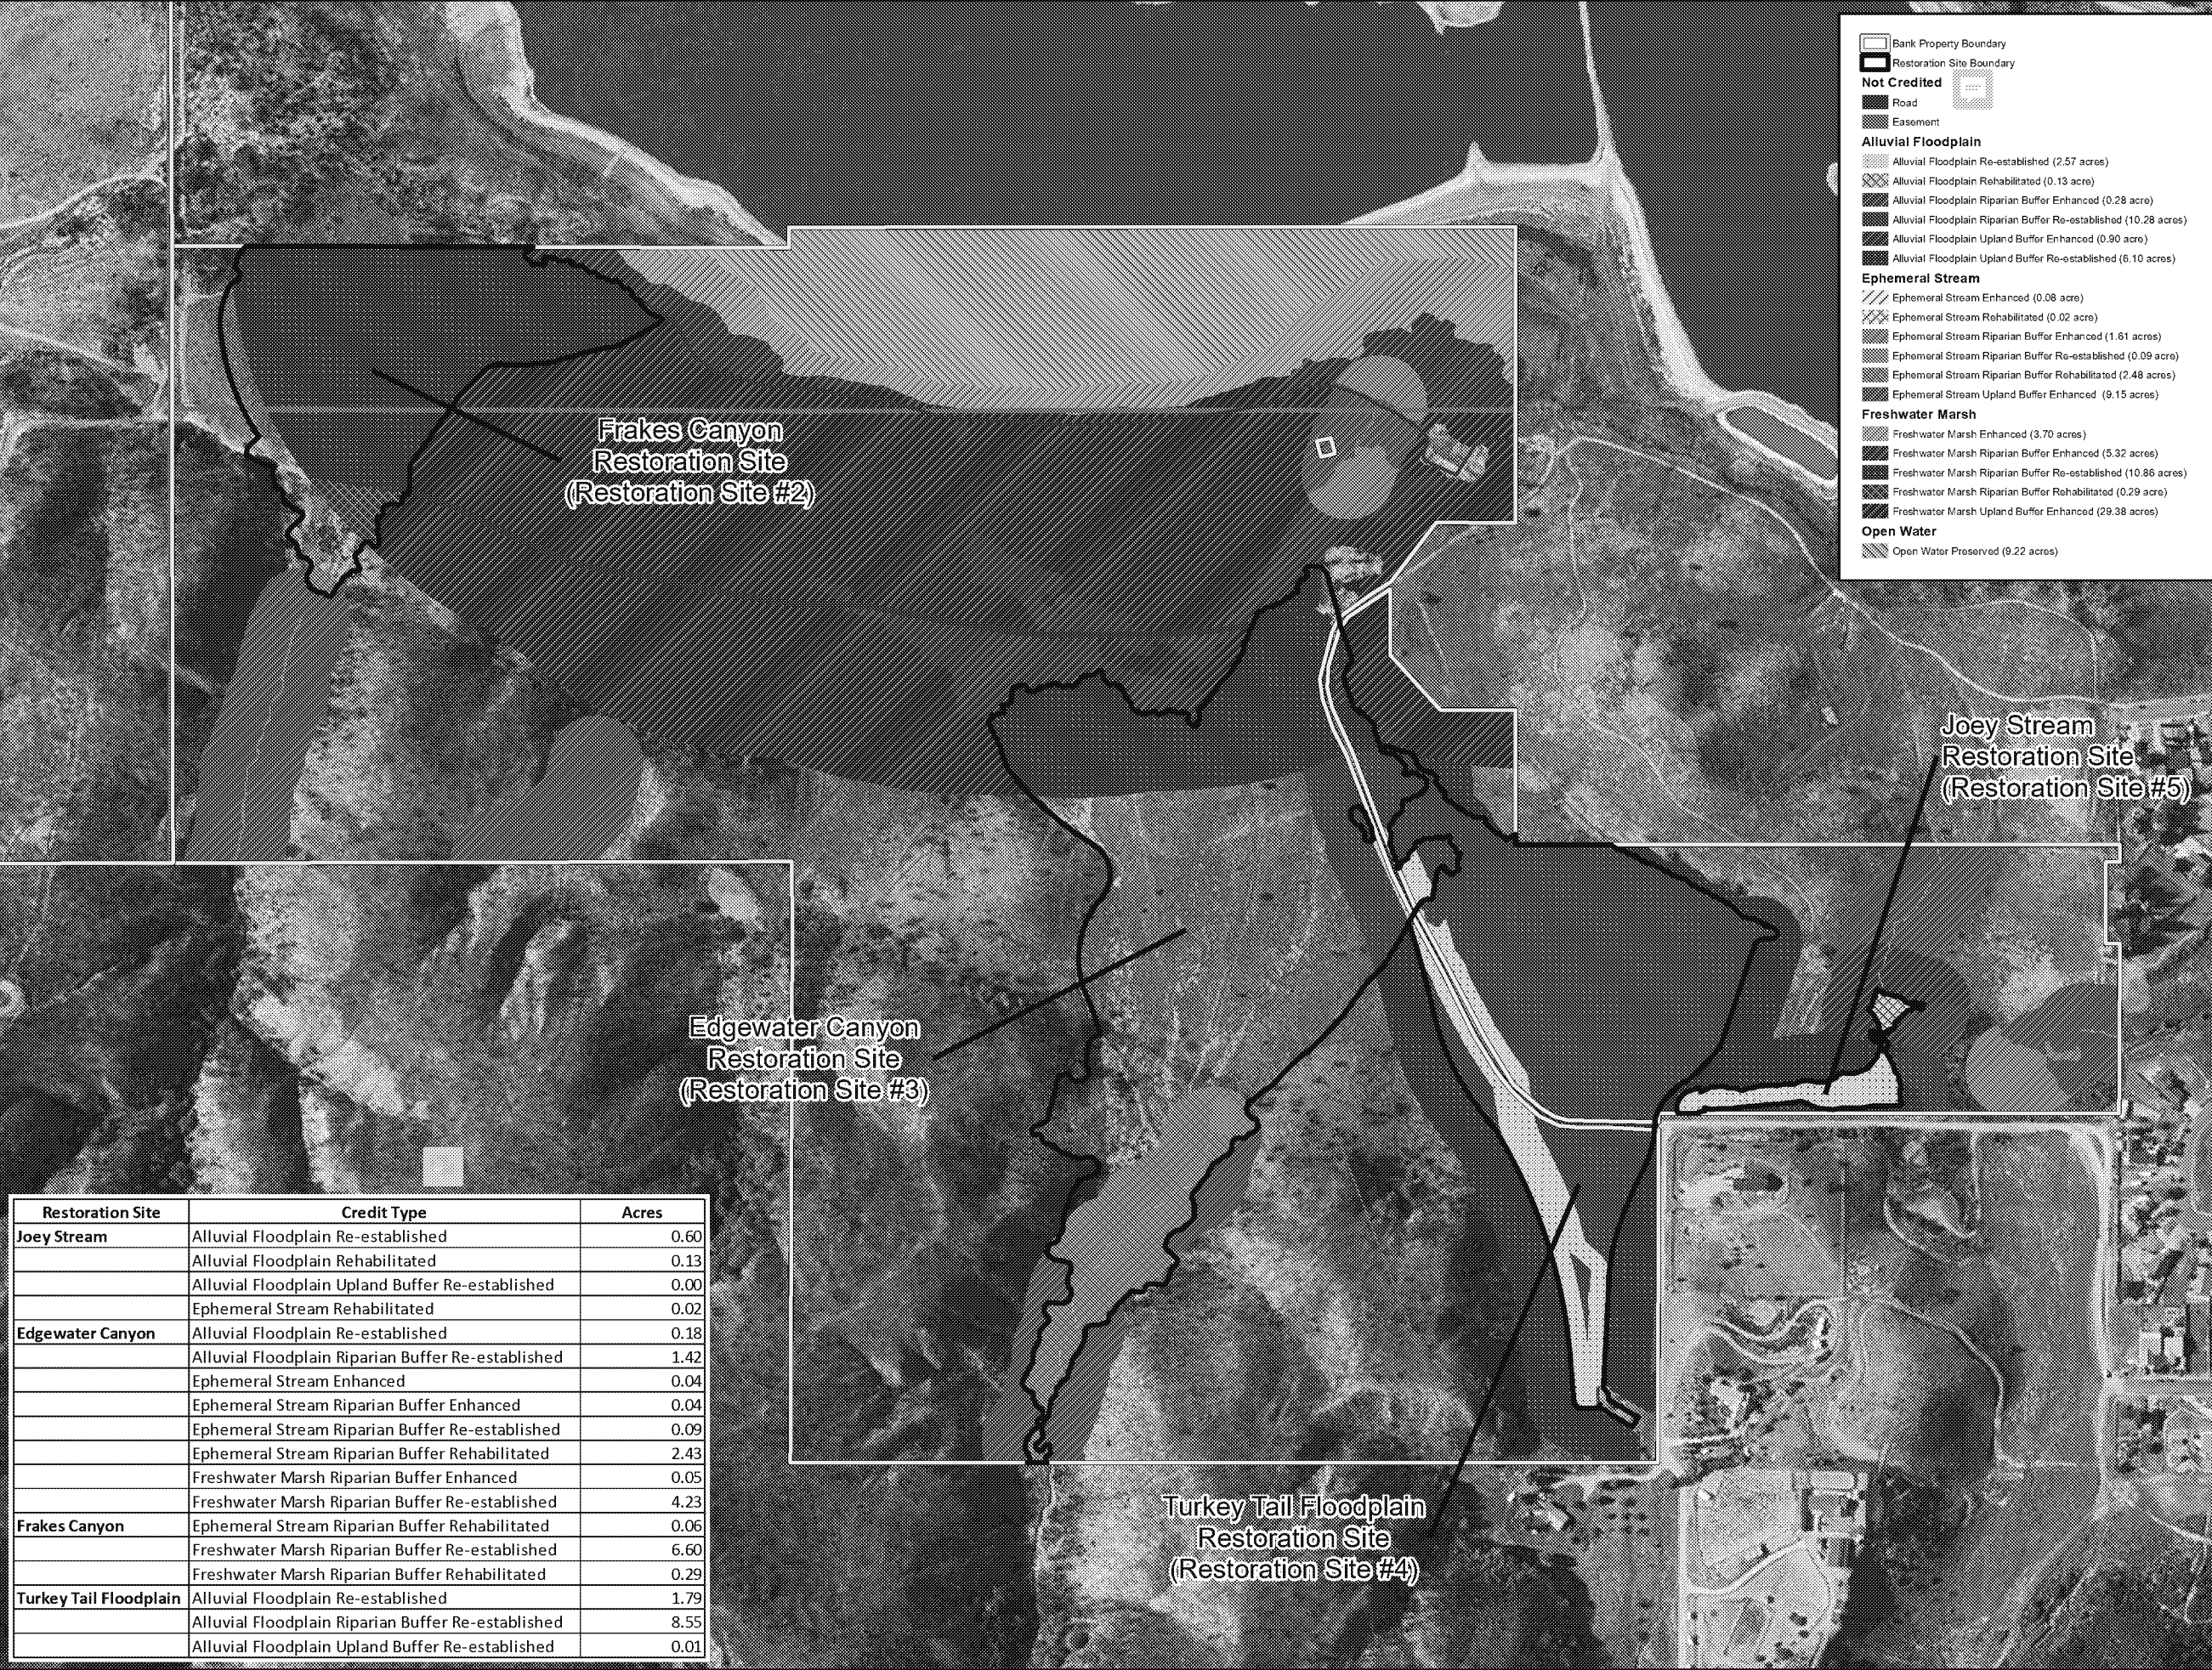 Bank Property Boundary
Restoration Site Boundary
Not Credited
Road
Easement
Alluvial Floodplain
Alluvial Floodplain Re-established (2.57 acres)
Alluvial Floodplain Rehabilitated (0.13 acre)
Alluvial Floodplain Riparian Buffer Enhanced (0.28 acre)
Alluvial Floodplain Riparian Buffer Re-established (10.28 acres)
Alluvial Floodplain Upland Buffer Enhanced (0.90 acre)
Alluvial Floodplain Upland Buffer Re-established (6.10 acres)
Ephemeral Stream
Ephemeral Stream Enhanced (0.08 acre)
Ephemeral Stream Rehabilitated (0.02 acre)
Ephemeral Stream Riparian Buffer Enhanced (1.61 acres)
Ephemeral Stream Riparian Buffer Re-established (0.09 acre)
Ephemeral Stream Riparian Buffer Rehabilitated (2.48 acres)
Ephemeral Stream Upland Buffer Enhanced (9.15 acres)
Freshwater Marsh
Freshwater Marsh Enhanced (3.70 acres)
Freshwater Marsh Riparian Buffer Enhanced (5.32 acres)
Freshwater Marsh Riparian Buffer Re-established (10.86 acres)
Freshwater Marsh Riparian Buffer Rehabilitated (0.29 acre)
Freshwater Marsh Upland Buffer Enhanced (29.38 acres)
Open Water
Open Water Preserved (9.22 acres)
Frakes Canyon
Restoration Site
(Restoration Site #2)
Joey Stream
Restoration Site
(Restoration Site #5)
Edgewater Canyon
Restoration Site
(Restoration Site #3)
Turkey Tail Floodplain
Restoration Site
(Restoration Site #4)
Restoration Site Credit Type Acres
Joey Stream Alluvial Floodplain Re-established 0.60
Alluvial Floodplain Rehabilitated 0.13
Alluvial Floodplain Upland Buffer Re-established 0.00
Ephemeral Stream Rehabilitated 0.02
Edgewater Canyon Alluvial Floodplain Re-established 0.18
Alluvial Floodplain Riparian Buffer Re-established 1.42
Ephemeral Stream Enhanced 0.04
Ephemeral Stream Riparian Buffer Enhanced 0.04
Ephemeral Stream Riparian Buffer Re-established 0.09
Ephemeral Stream Riparian Buffer Rehabilitated 2.43
Freshwater Marsh Riparian Buffer Enhanced 0.05
Freshwater Marsh Riparian Buffer Re-established 4.23
Frakes Canyon Ephemeral Stream Riparian Buffer Rehabilitated 0.06
Freshwater Marsh Riparian Buffer Re-established 6.60
Freshwater Marsh Riparian Buffer Rehabilitated 0.29
Turkey Tail Floodplain Alluvial Floodplain Re-established 1.79
Alluvial Floodplain Riparian Buffer Re-established 8.55
Alluvial Floodplain Upland Buffer Re-established 0.01